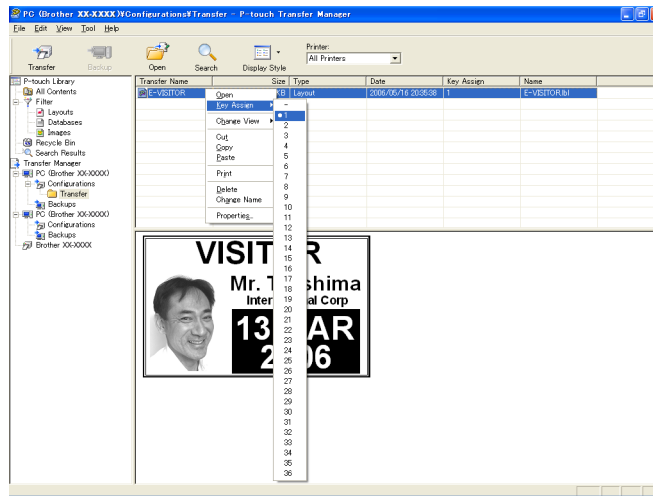 PC (Brother XX-XXXX)¥Configurations¥Transfer - P-touch Transfer Manager
File Edit View Tool Help
Transfer
Backup
Open
Search
Display Style
Printer:
All Printers
P-touch Library
All Contents
Filter
Layouts
Databases
Images
Recycle Bin
Search Results
Transfer Manager
PC (Brother XX-XXXX)
Configurations
Transfer
Backups
PC (Brother XX-XXXX)
Configurations
Backups
Brother XX-XXXX
Transfer Name Size Type Date Key Assign Name
E-VISITOR KB Layout 2006/05/16 203538 1 E-VISITOR.lbl
Open
Key Assign
Change View
Cut
Copy
Paste
Print
Delete
Change Name
Properties..
-
1
2
3
4
5
6
7
8
9
10
11
12
13
14
15
16
17
18
19
20
21
22
23
24
25
26
27
28
29
30
31
32
33
34
35
36
VISIT R
Mr. T shima
Inter al Corp
13 AR
2 06